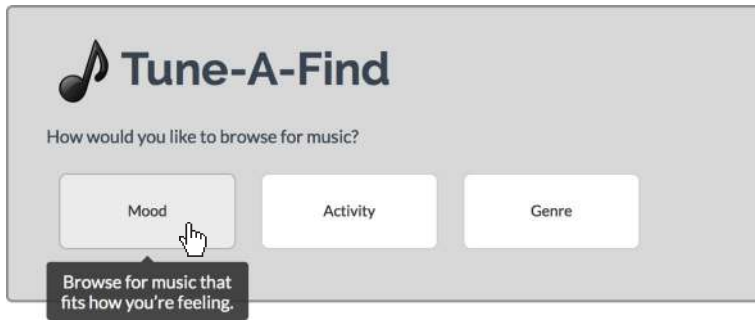 Tune-A-Find
How would you like to browse for music?
Mood
Activity
Genre
Browse for music that
fits how you're feeling.